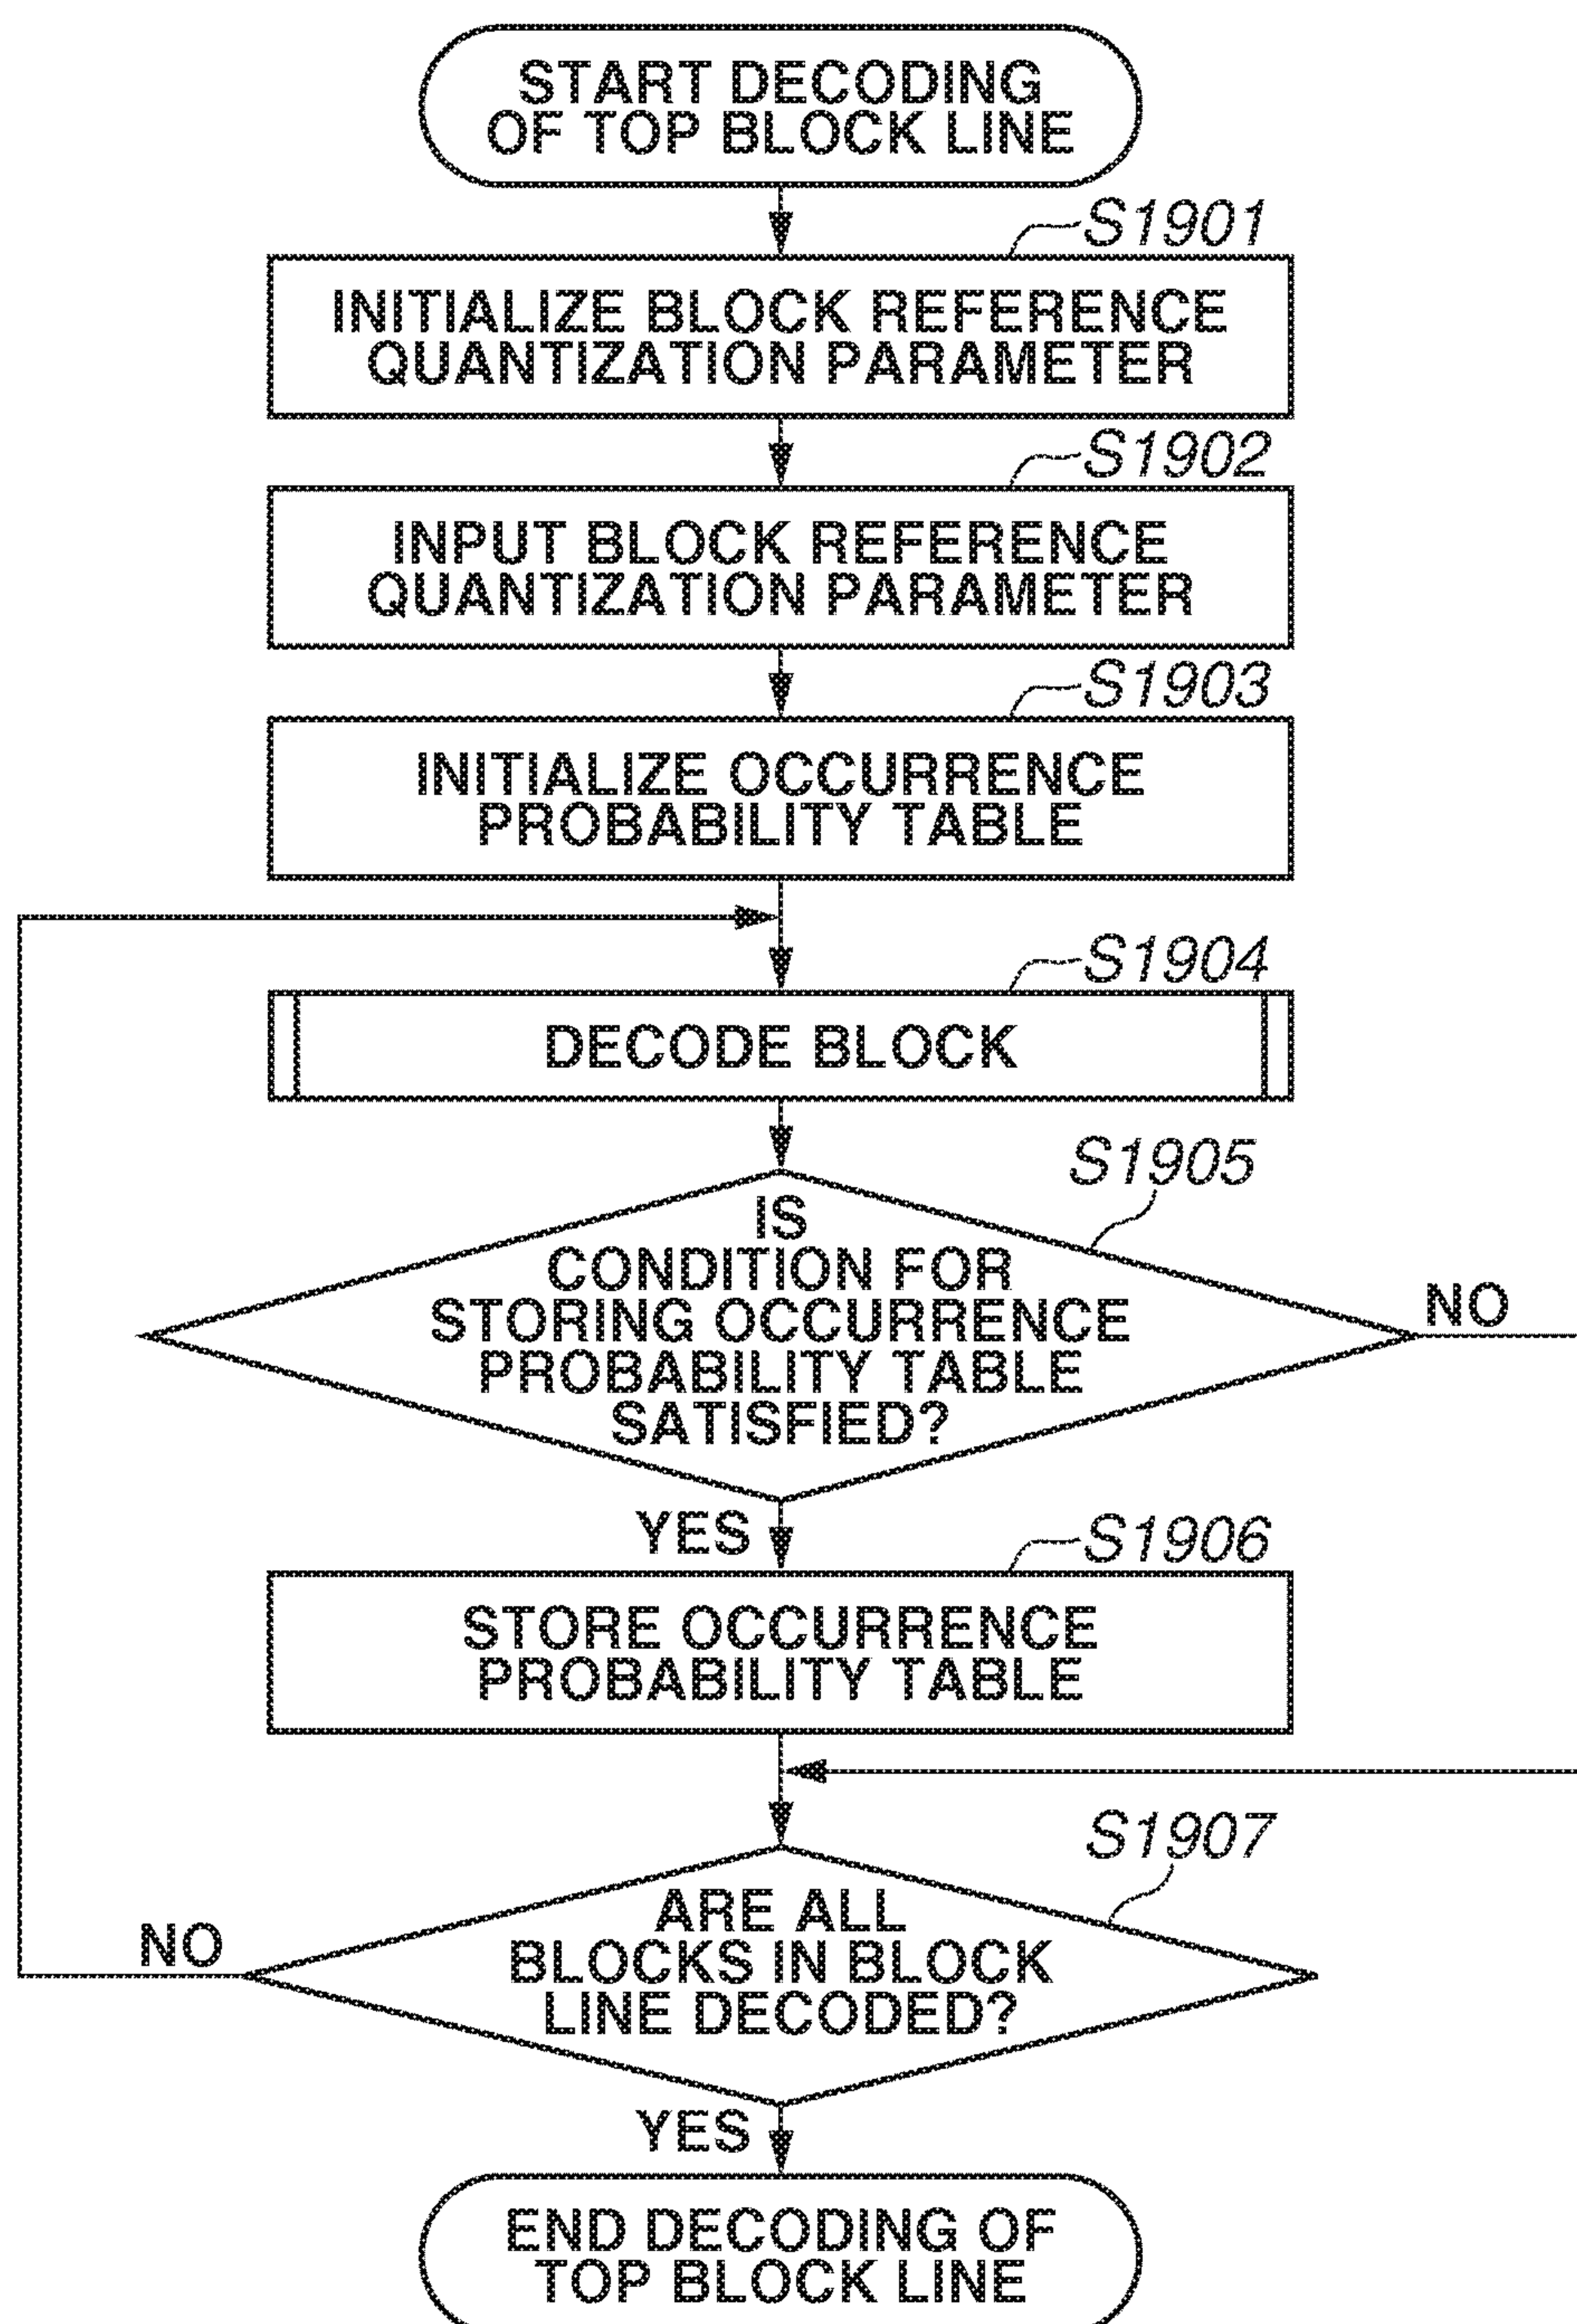 START DECODING
OF TOP BLOCK LINE
S1901
INITIALIZE BLOCK REFERENCE
QUANTIZATION PARAMETER
S1902
INPUT BLOCK REFERENCE
QUANTIZATION PARAMETER
S1903
INITIALIZE OCCURRENCE
PROBABILITY TABLE
S1904
DECODE BLOCK
S1905
IS
CONDITION FOR
STORING OCCURRENCE
PROBABILITY TABLE
SATISFIED?
NO
YES
S1906
STORE OCCURRENCE
PROBABILITY TABLE
S1907
ARE ALL
BLOCKS IN BLOCK
LINE DECODED?
NO
YES
END DECODING OF
TOP BLOCK LINE